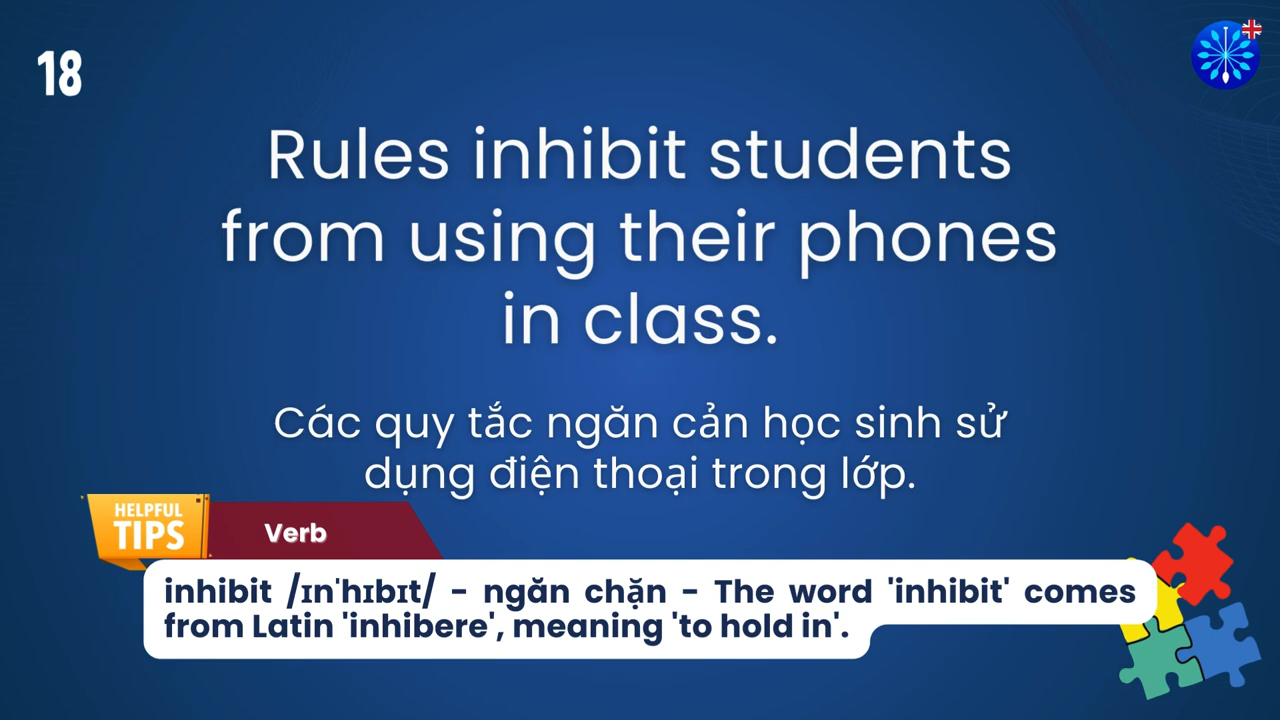 18
Rules inhibit students
from using their phones
in class.
Các quy tắc ngăn cản học sinh sử
dụng điện thoại trong lớp.
HELPFUL
TIPS
Verb
inhibit /ɪnˈhɪbɪt/ - ngăn chặn - The word 'inhibit' comes
from Latin 'inhibere', meaning 'to hold in'.